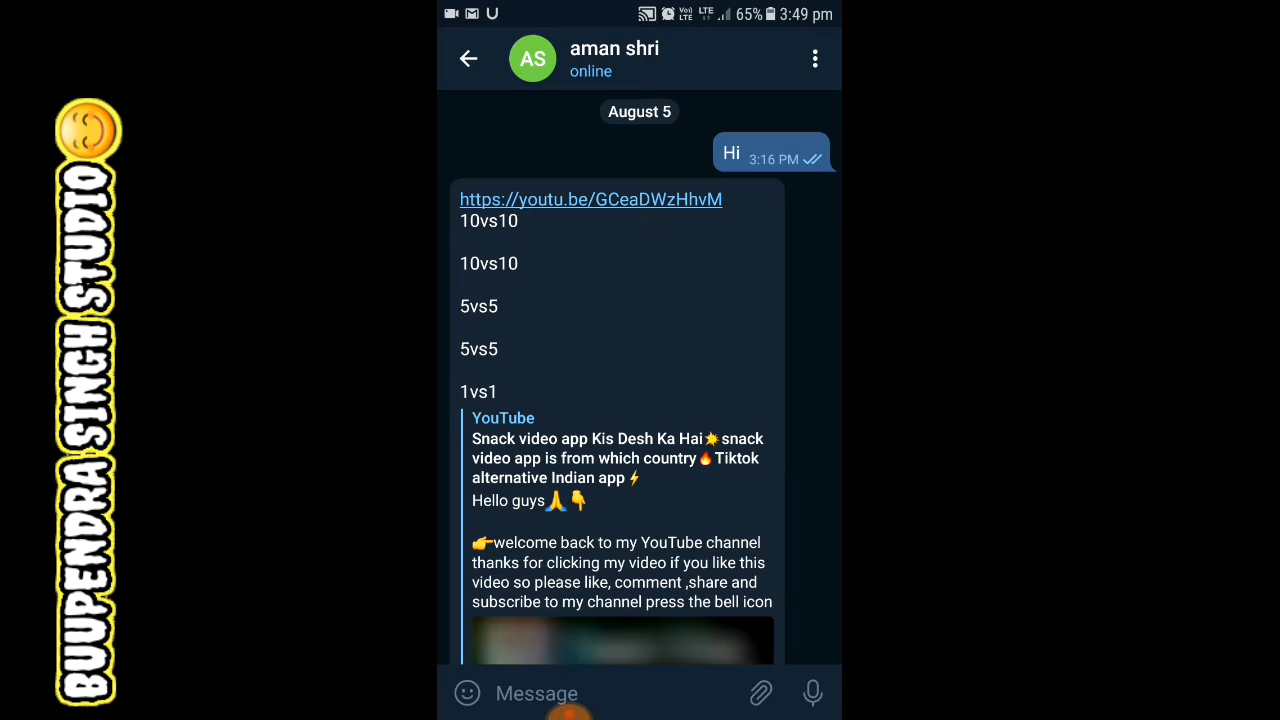 BUUPENDRA SINGH STUDIO😊
Voi) LTE LTE 65% 3:49 pm
AS
aman shri
online
August 5
Hi 3:16 PM
https://youtu.be/GCeaDWzHhvM
10vs10
10vs10
5vs5
5vs5
1vs1
YouTube
Snack video app Kis Desh Ka Hai💥snack
video app is from which country🔥Tiktok
alternative Indian app⚡
Hello guys🙏👇
👉welcome back to my YouTube channel
thanks for clicking my video if you like this
video so please like, comment ,share and
subscribe to my channel press the bell icon
Message